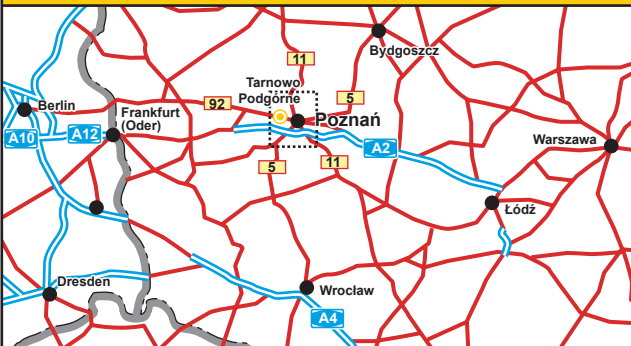 Bydgoszcz
11
Tarnowo
Podgórne
5
92
Berlin
Frankfurt
(Oder)
Poznań
A10
A12
A2
Warszawa
5
11
Łódź
Dresden
Wrocław
A4